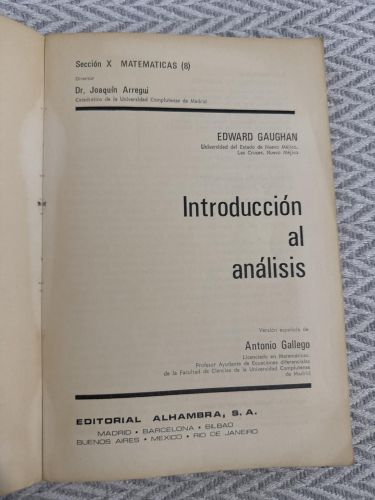 Sección X MATEMATICAS (8)
Director
Dr. Joaquín Arregui
Catedrático de la Universidad Complutense de Madrid
EDWARD GAUGHAN
Universidad del Estado de Nuevo Méjico,
Las Cruces, Nuevo Méjico
Introducción
al
análisis
Versión española de
Antonio Gallego
Licenciado en Matemáticas,
Profesor Ayudante de Ecuaciones diferenciales
de la Facultad de Ciencias de la Universidad Complutense
de Madrid
EDITORIAL ALHAMBRA, S. A.
MADRID • BARCELONA • BILBAO
BUENOS AIRES • MEXICO • RIO DE JANEIRO